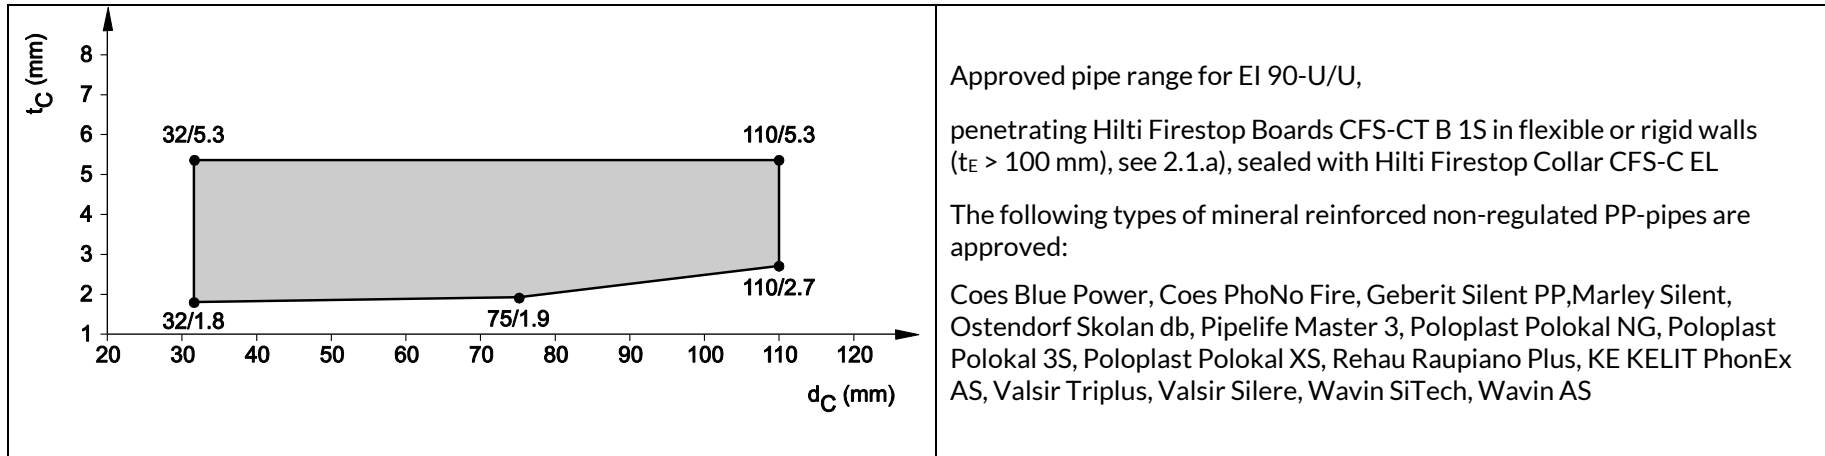 tC (mm)
8
7
6
5
4
3
2
1
32/5.3
110/5.3
32/1.8
75/1.9
110/2.7
20 30 40 50 60 70 80 90 100 110 120
dC (mm)
Approved pipe range for EI 90-U/U,
penetrating Hilti Firestop Boards CFS-CT B 1S in flexible or rigid walls
(tE > 100 mm), see 2.1.a), sealed with Hilti Firestop Collar CFS-C EL
The following types of mineral reinforced non-regulated PP-pipes are
approved:
Coes Blue Power, Coes PhoNo Fire, Geberit Silent PP,Marley Silent,
Ostendorf Skolan db, Pipelife Master 3, Poloplast Polokal NG, Poloplast
Polokal 3S, Poloplast Polokal XS, Rehau Raupiano Plus, KE KELIT PhonEx
AS, Valsir Triplus, Valsir Silere, Wavin SiTech, Wavin AS